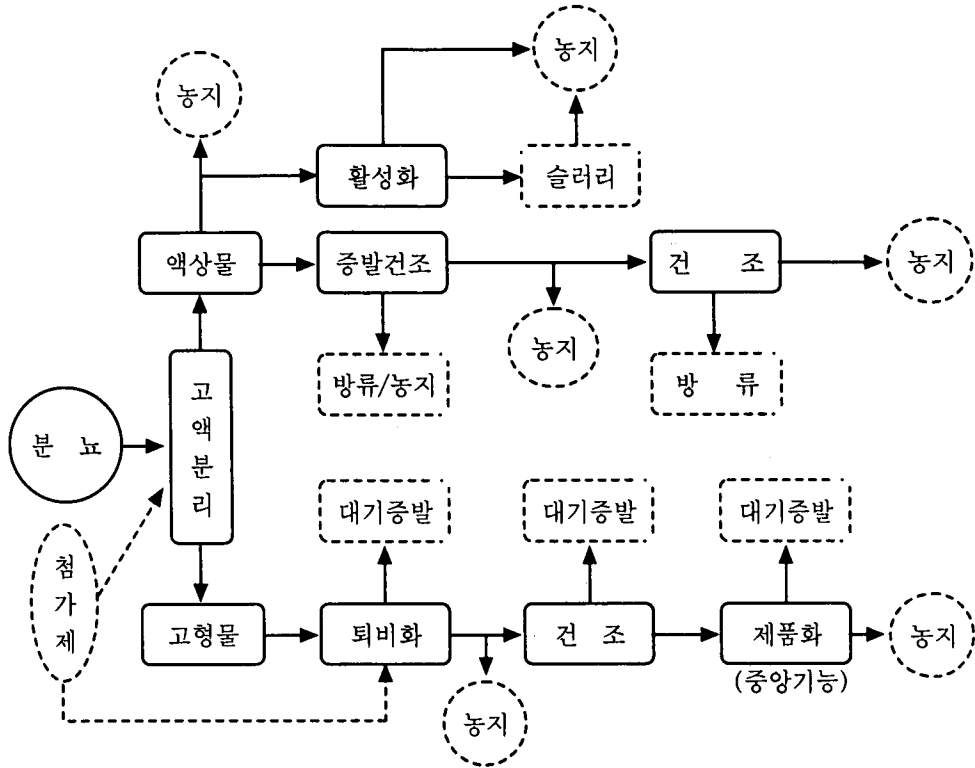 농지
농지
활성화
슬러리
액상물
증발건조
건 조
농지
농지
방류/농지
방 류
고액분리
분 뇨
첨가제
대기증발
대기증발
대기증발
고형물
퇴비화
건 조
제품화
(중앙기능)
농지
농지